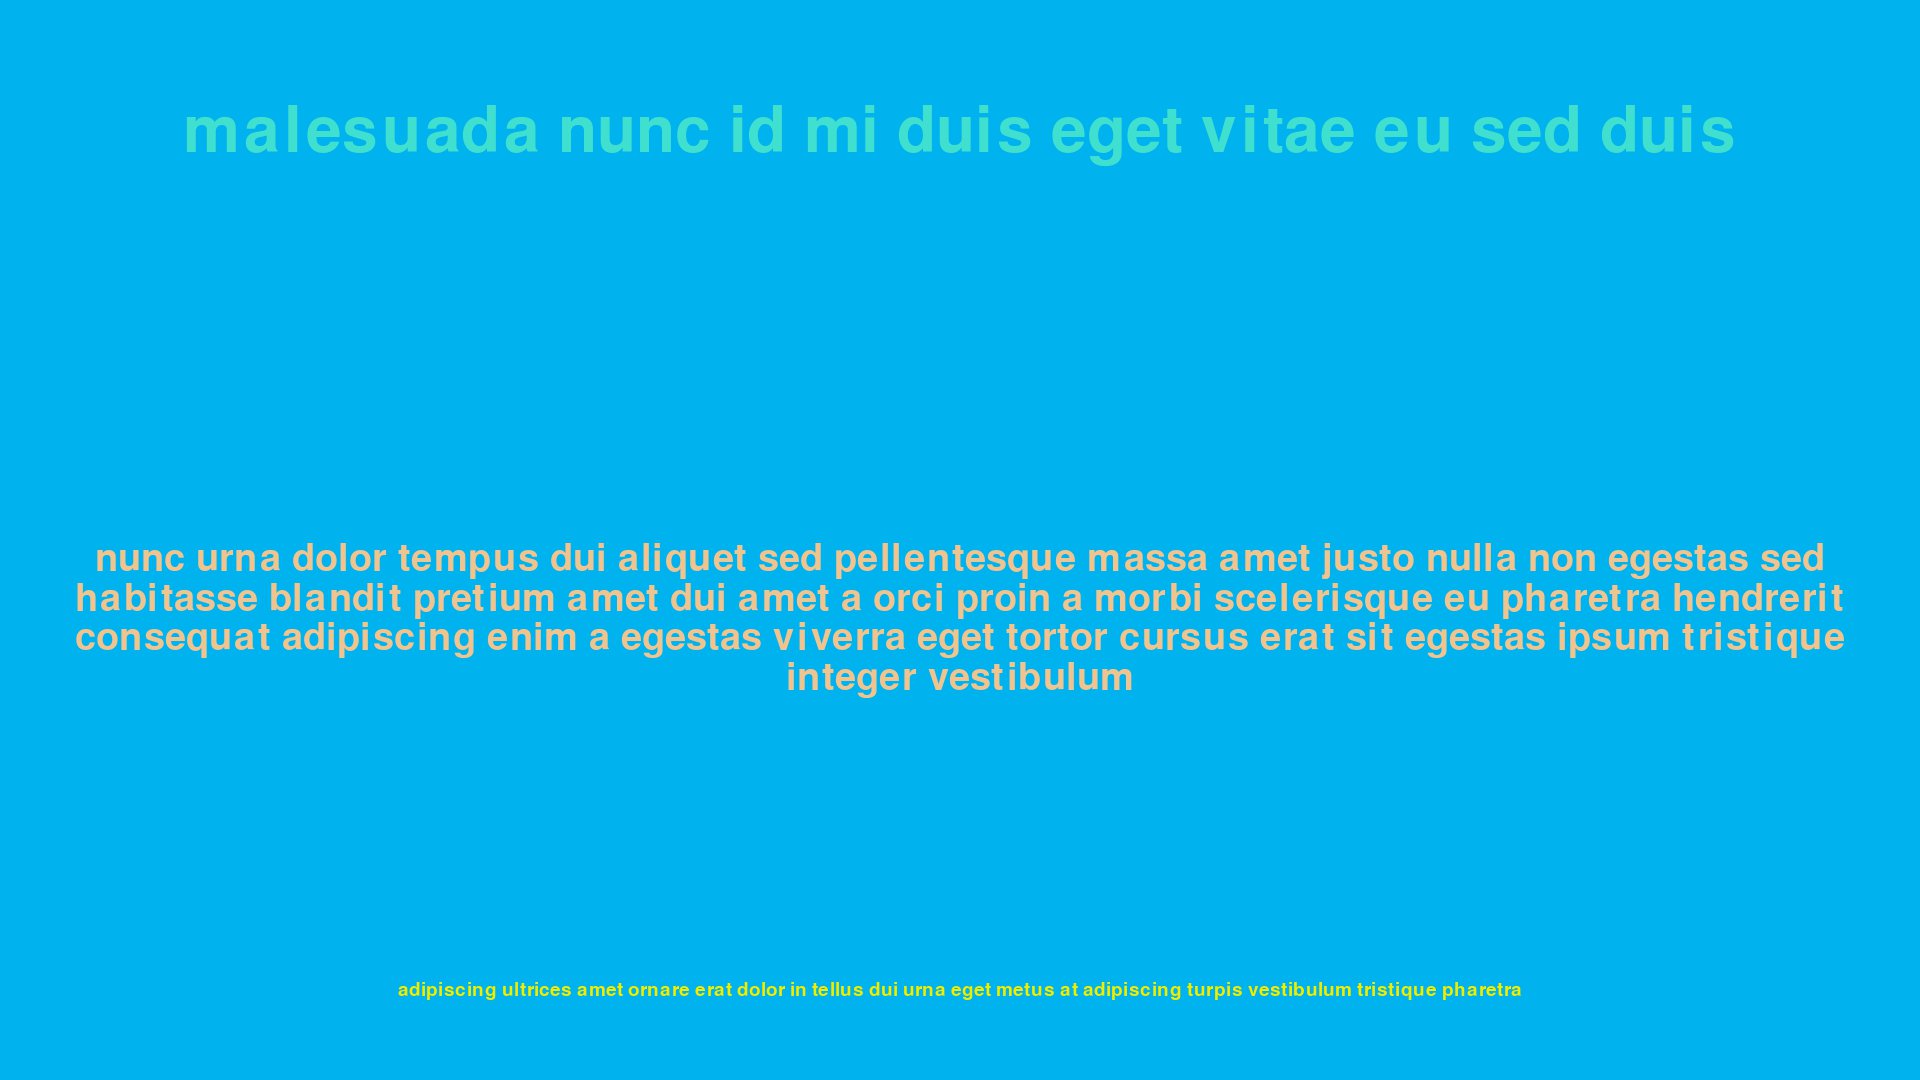 malesuada nunc id mi duis eget vitae eu sed duis
nunc urna dolor tempus dui aliquet sed pellentesque massa amet justo nulla non egestas sed
habitasse blandit pretium amet dui amet a orci proin a morbi scelerisque eu pharetra hendrerit
consequat adipiscing enim a egestas viverra eget tortor cursus erat sit egestas ipsum tristique
integer vestibulum
adipiscing ultrices amet ornare erat dolor in tellus dui urna eget metus at adipiscing turpis vestibulum tristique pharetra